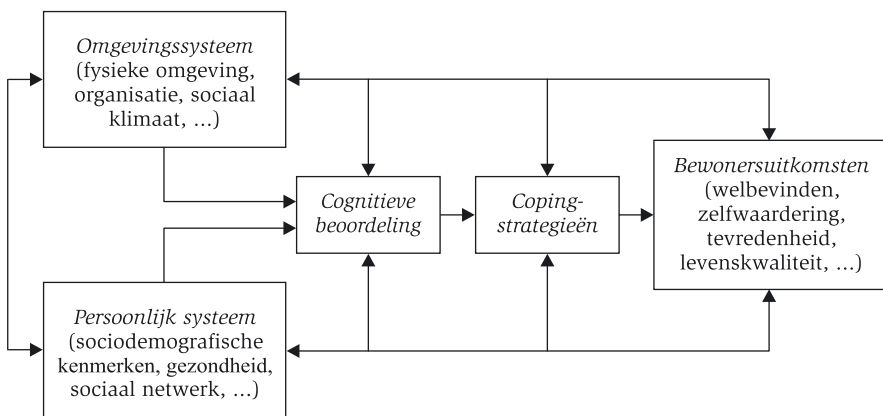 Omgevingssysteem
(fysieke omgeving,
organisatie, sociaal
klimaat, ...)
Cognitieve
beoordeling
Coping-
strategieën
Bewonersuitkomsten
(welbevinden,
zelfwaardering,
tevredenheid,
levenskwaliteit, ...)
Persoonlijk systeem
(sociodemografische
kenmerken, gezondheid,
sociaal netwerk, ...)